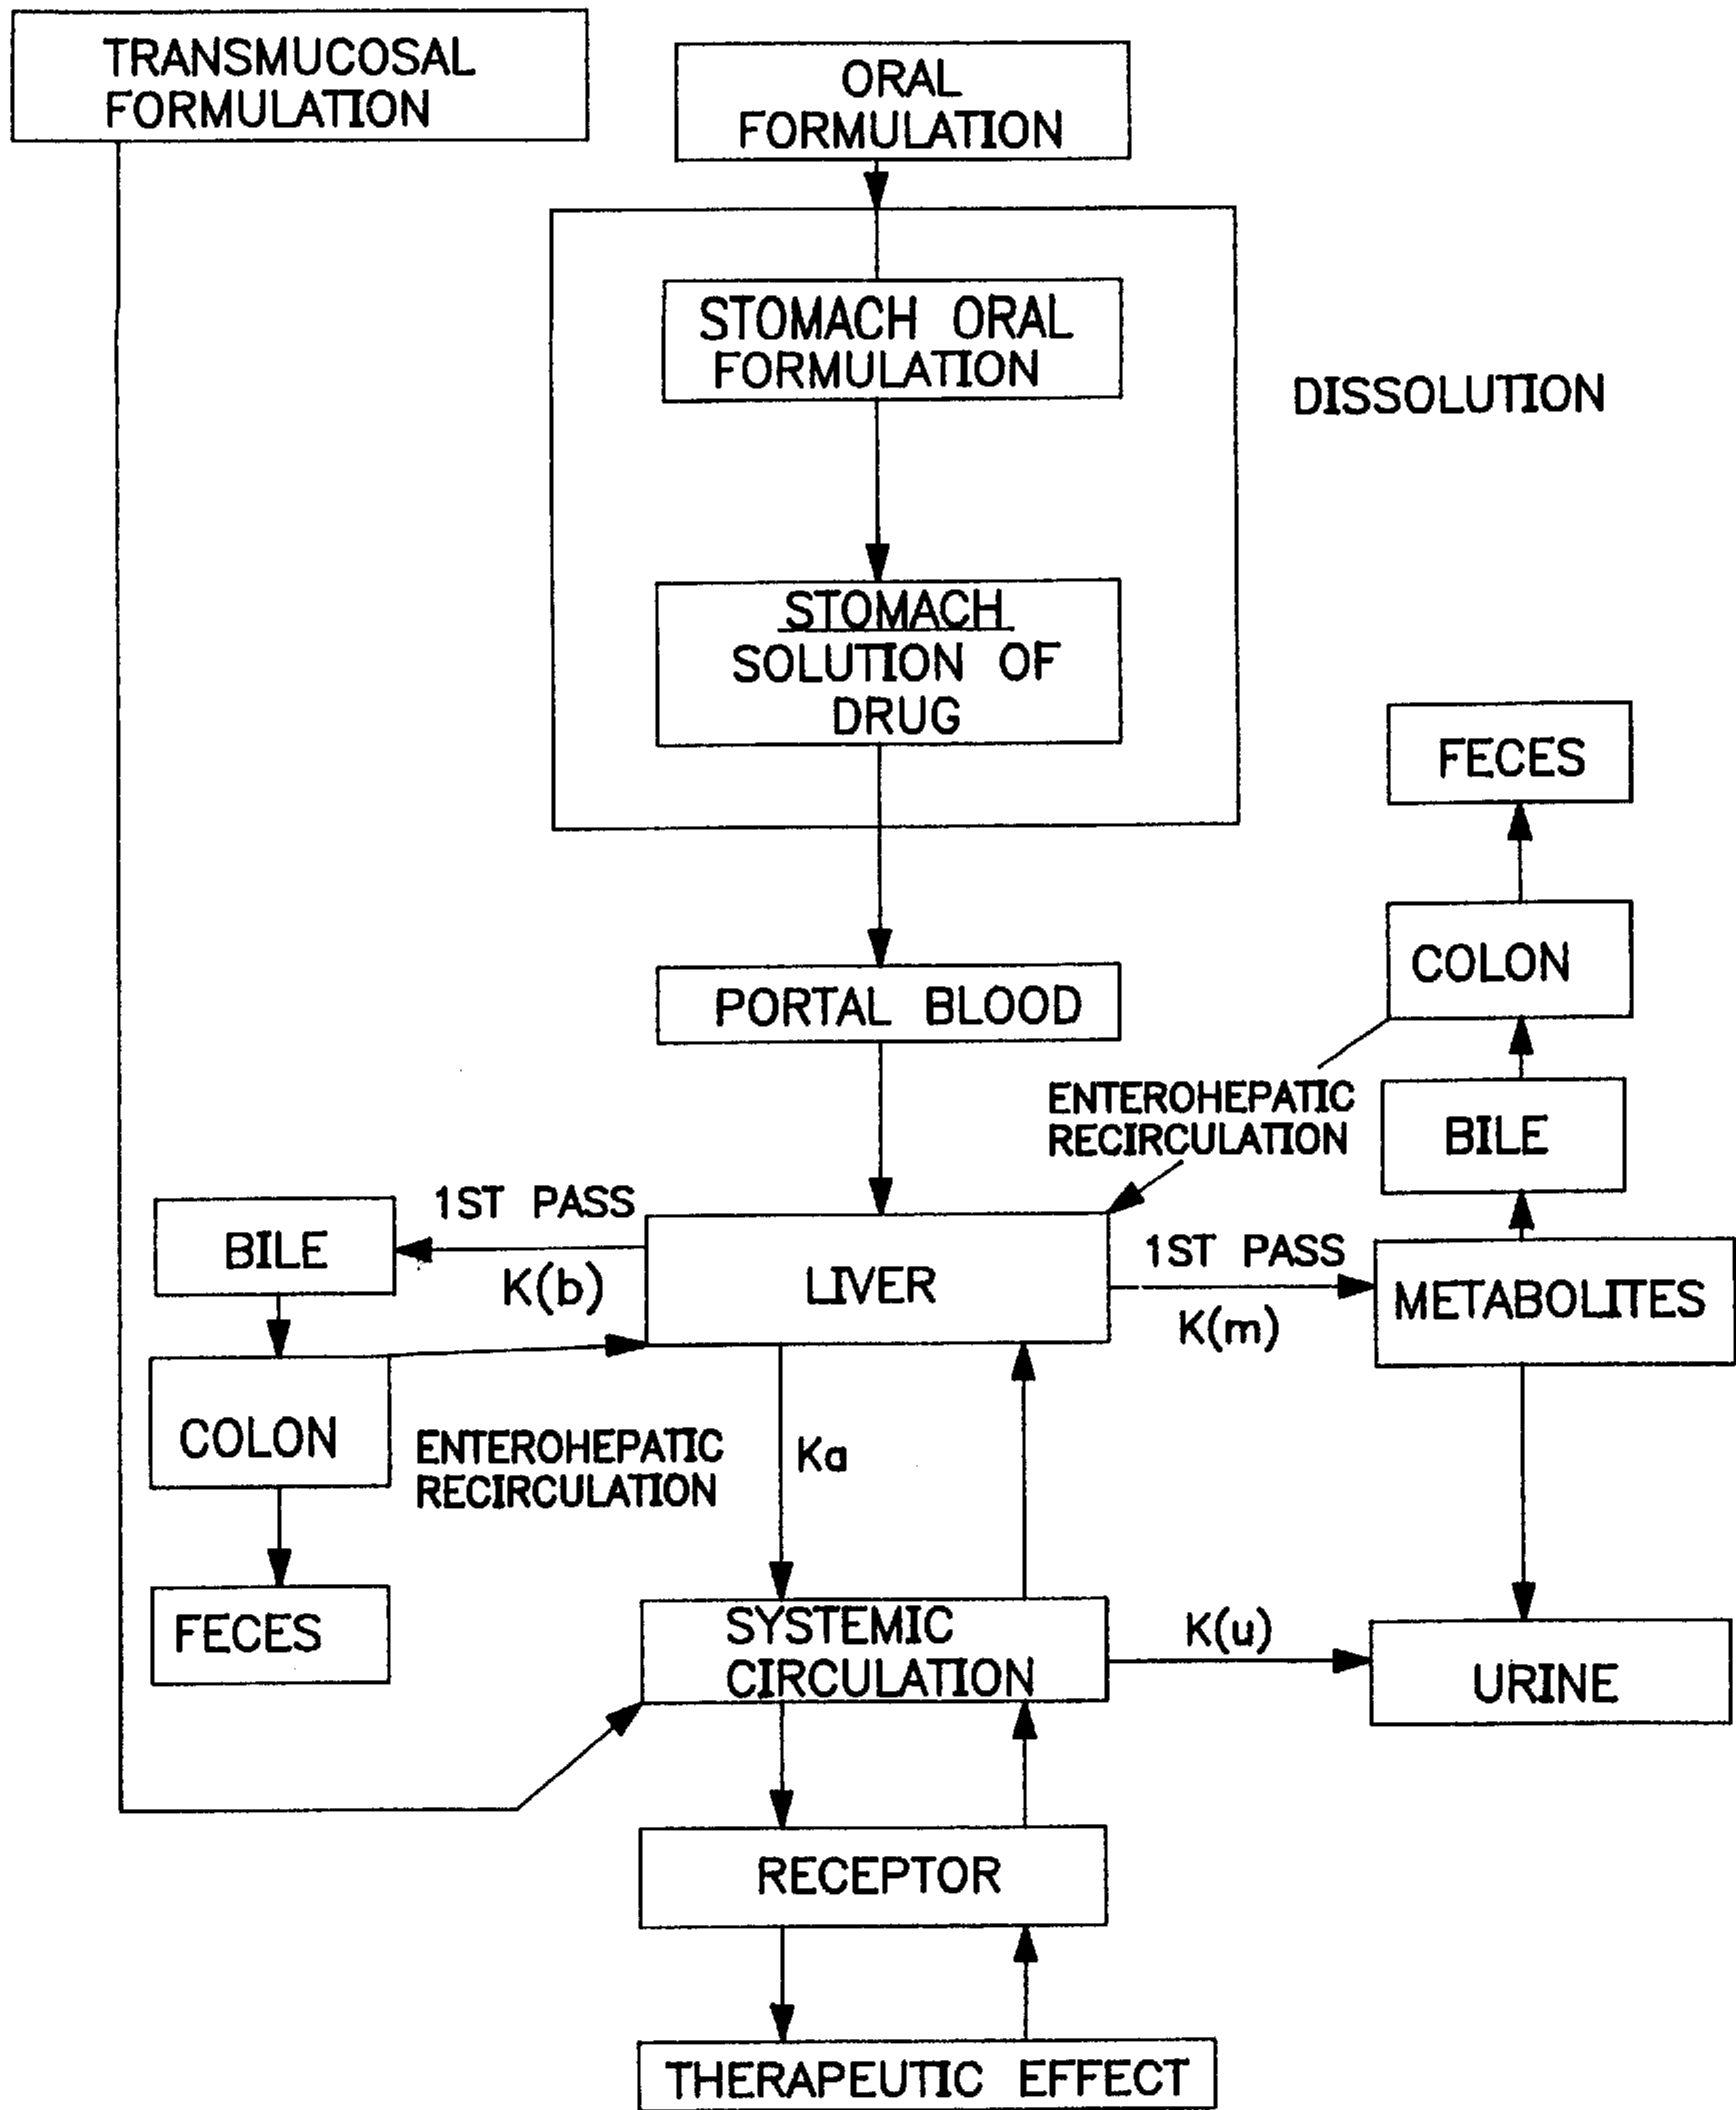 TRANSMUCOSAL
FORMULATION
ORAL
FORMULATION
STOMACH ORAL
FORMULATION
DISSOLUTION
STOMACH
SOLUTION OF
DRUG
FECES
COLON
PORTAL BLOOD
ENTEROHEPATIC
RECIRCULATION
BILE
1ST PASS
BILE
K(b)
LIVER
1ST PASS
K(m)
METABOLITES
COLON
ENTEROHEPATIC
RECIRCULATION
Ka
FECES
SYSTEMIC
CIRCULATION
K(u)
URINE
RECEPTOR
THERAPEUTIC EFFECT